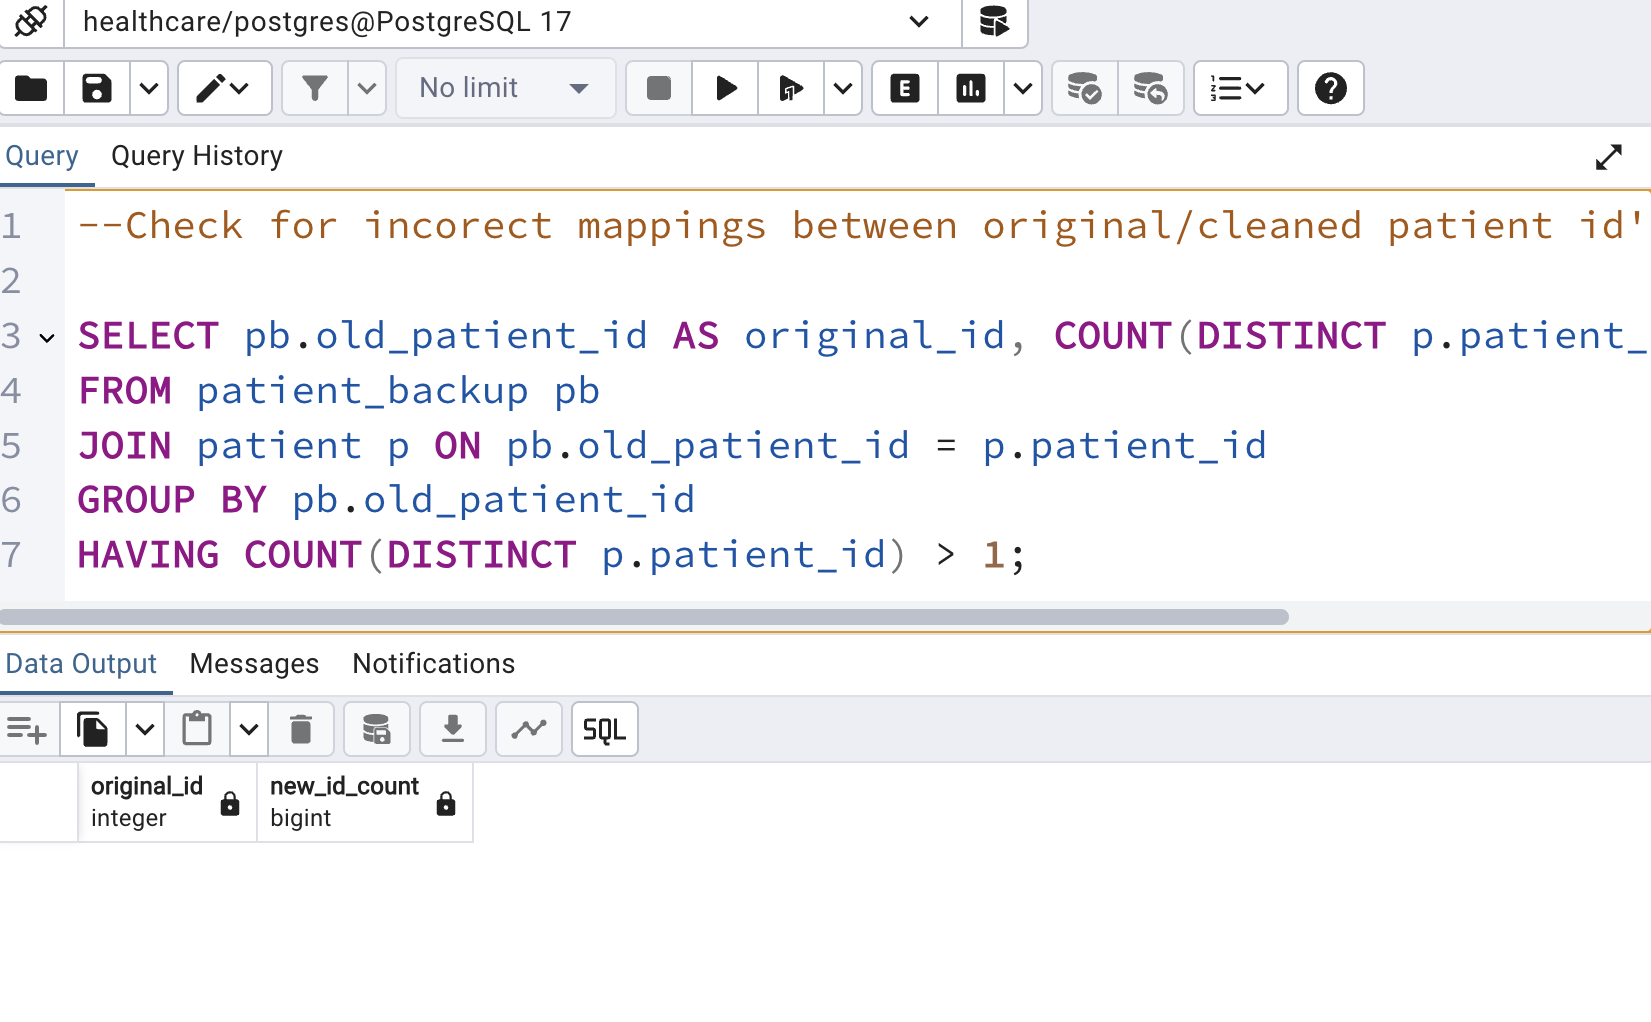 healthcare/postgres@PostgreSQL 17
No limit
E
Query Query History
1 --Check for incorect mappings between original/cleaned patient id'
2
3 SELECT pb.old_patient_id AS original_id, COUNT(DISTINCT p.patient_
4 FROM patient_backup pb
5 JOIN patient p ON pb.old_patient_id = p.patient_id
6 GROUP BY pb.old_patient_id
7 HAVING COUNT(DISTINCT p.patient_id) > 1;
Data Output Messages Notifications
SQL
original_id new_id_count
integer bigint